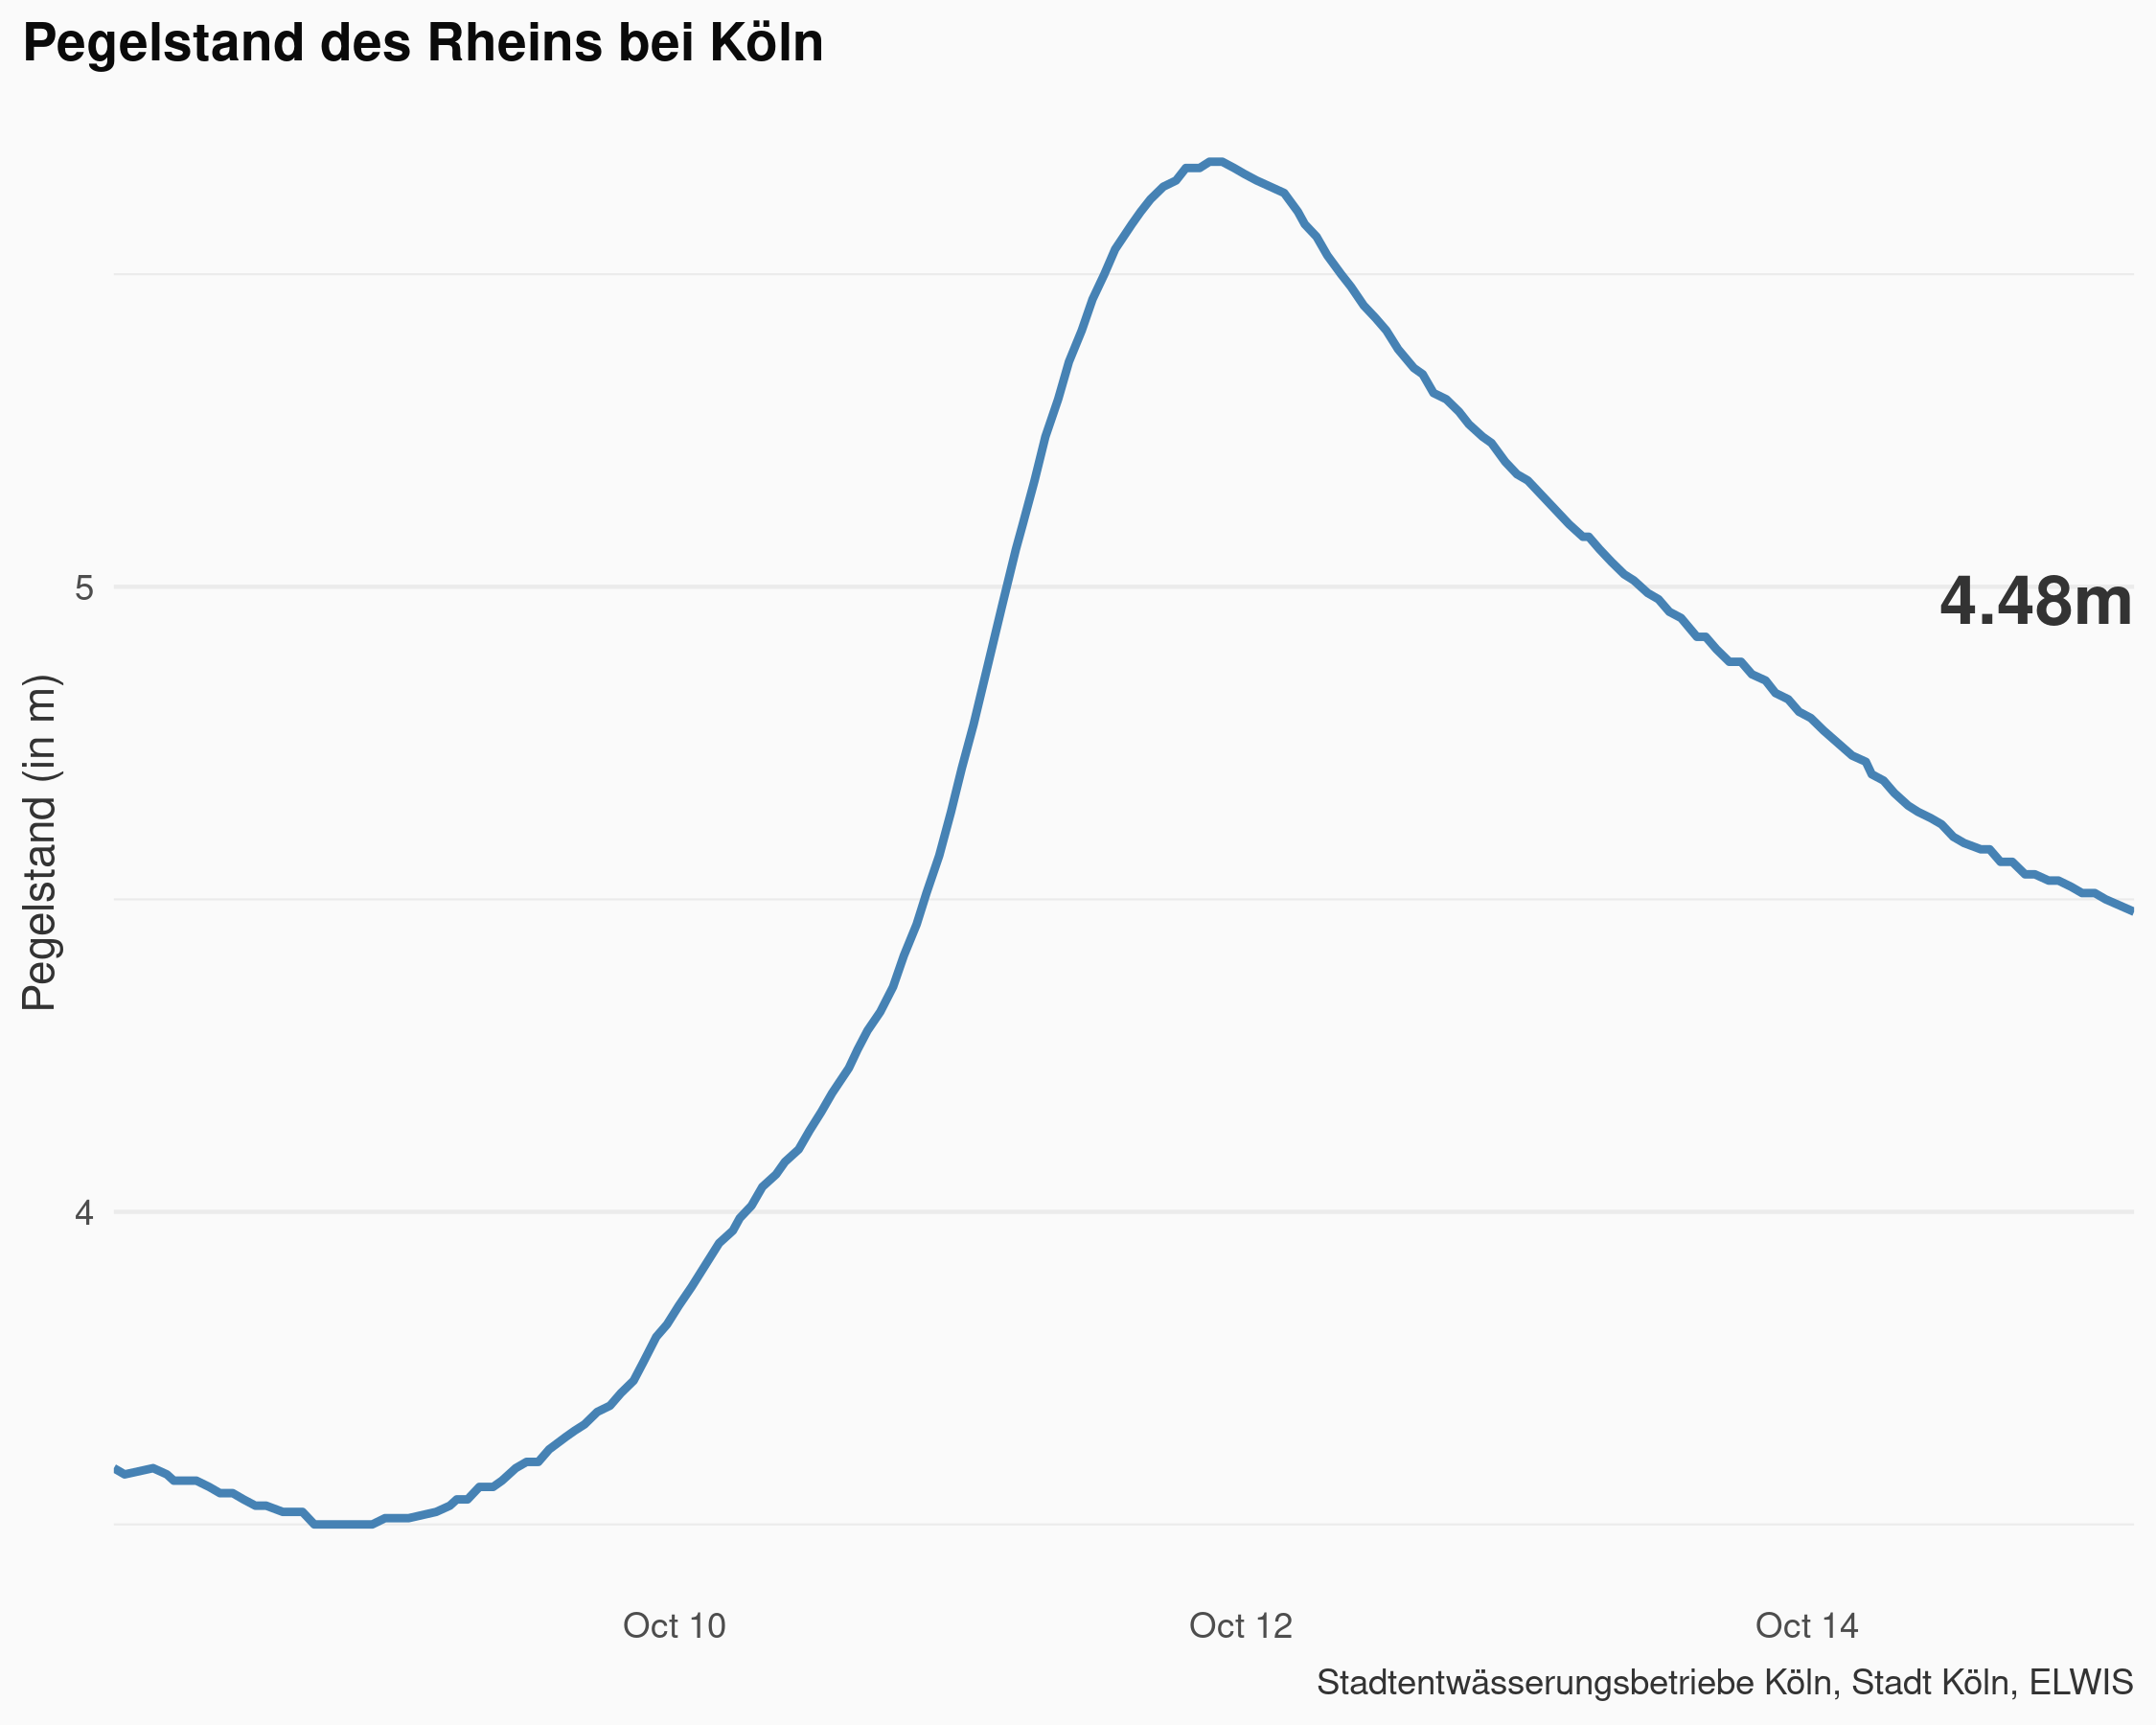 Pegelstand des Rheins bei Köln
Pegelstand (in m)
5
4
4.48m
Oct 10
Oct 12
Oct 14
Stadtentwässerungsbetriebe Köln, Stadt Köln, ELWIS